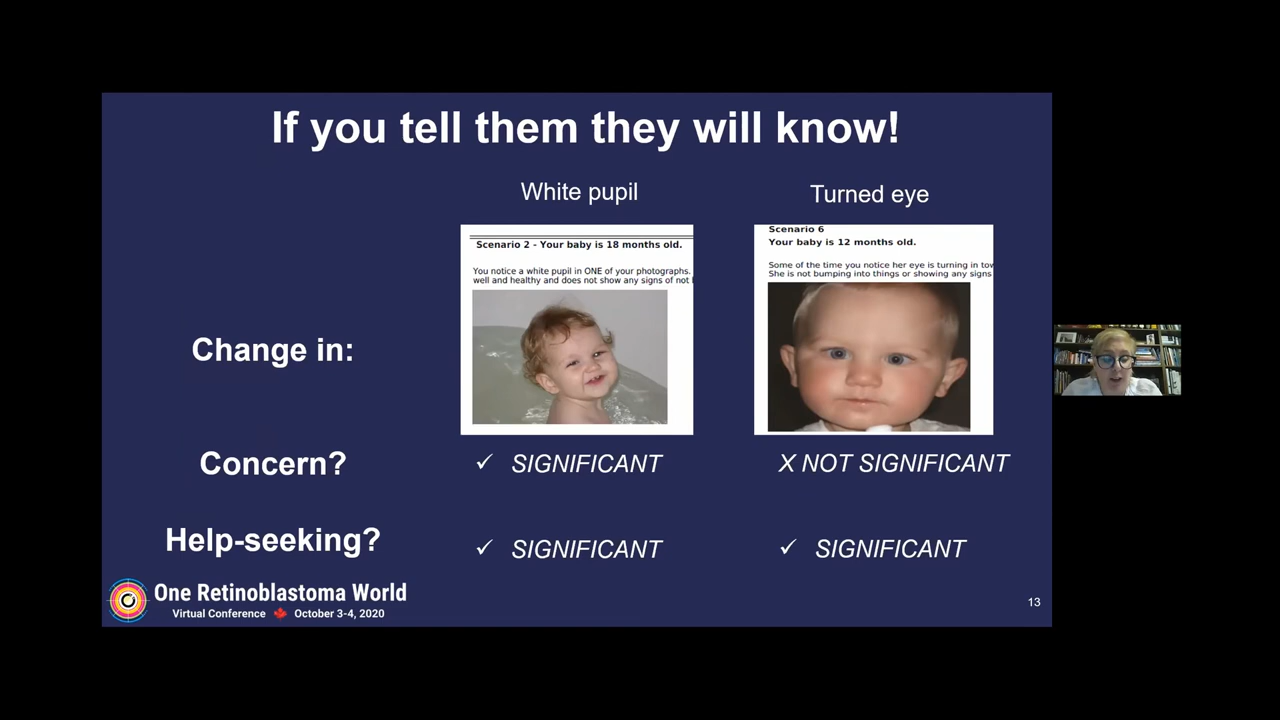 If you tell them they will know!
White pupil
Turned eye
Scenario 2 - Your baby is 18 months old.
You notice a white pupil in ONE of your photographs.
well and healthy and does not show any signs of not
Scenario 6
Your baby is 12 months old.
Some of the time you notice her eye is turning in
She is not bumping into things or showing any signs
Change in:
Concern?
✓ SIGNIFICANT
X NOT SIGNIFICANT
Help-seeking?
✓ SIGNIFICANT
✓ SIGNIFICANT
One Retinoblastoma World
Virtual Conference October 3-4, 2020
13